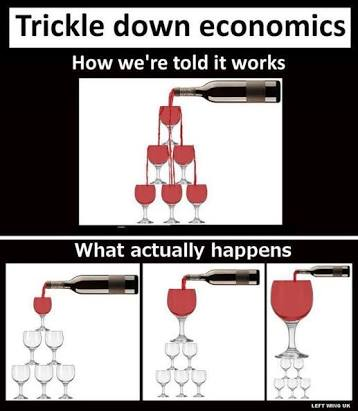 Trickle down economics
How we're told it works
What actually happens
LEFT WING UK